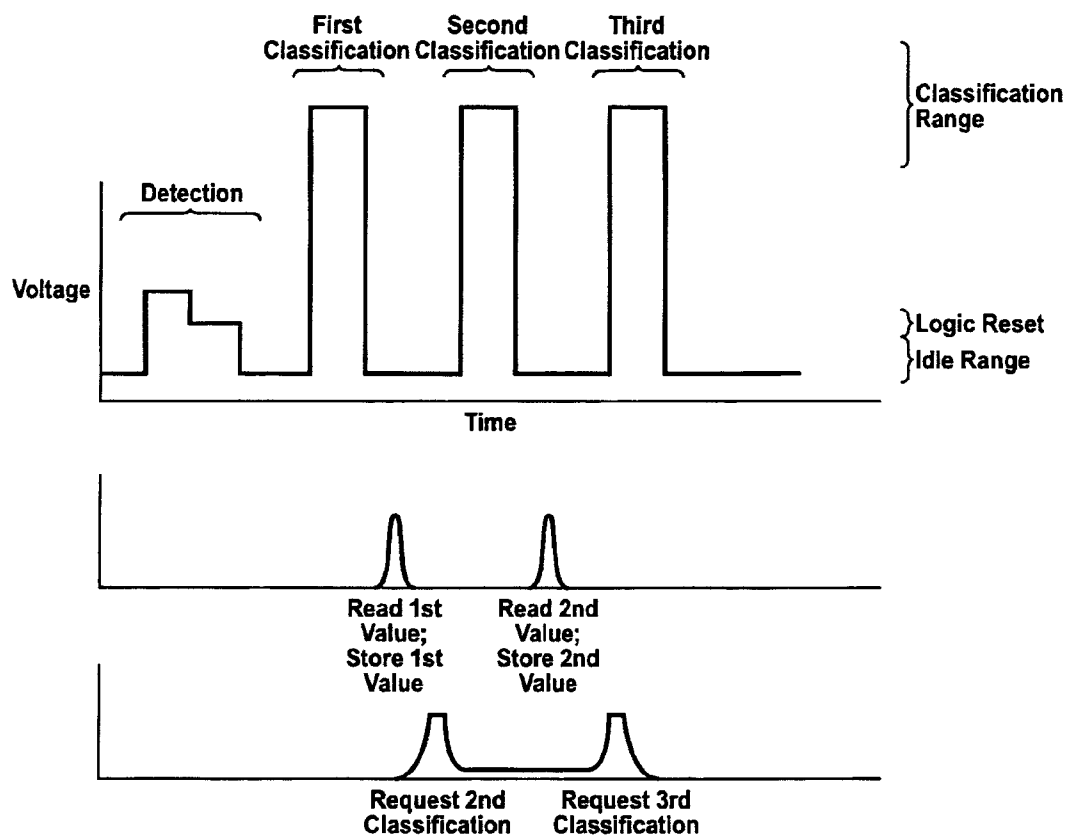 First
Classification
Second
Classification
Third
Classification
Classification
Range
Detection
Voltage
Logic Reset
Idle Range
Time
Read 1st
Value;
Store 1st
Value
Read 2nd
Value;
Store 2nd
Value
Request 2nd
Classification
Request 3rd
Classification